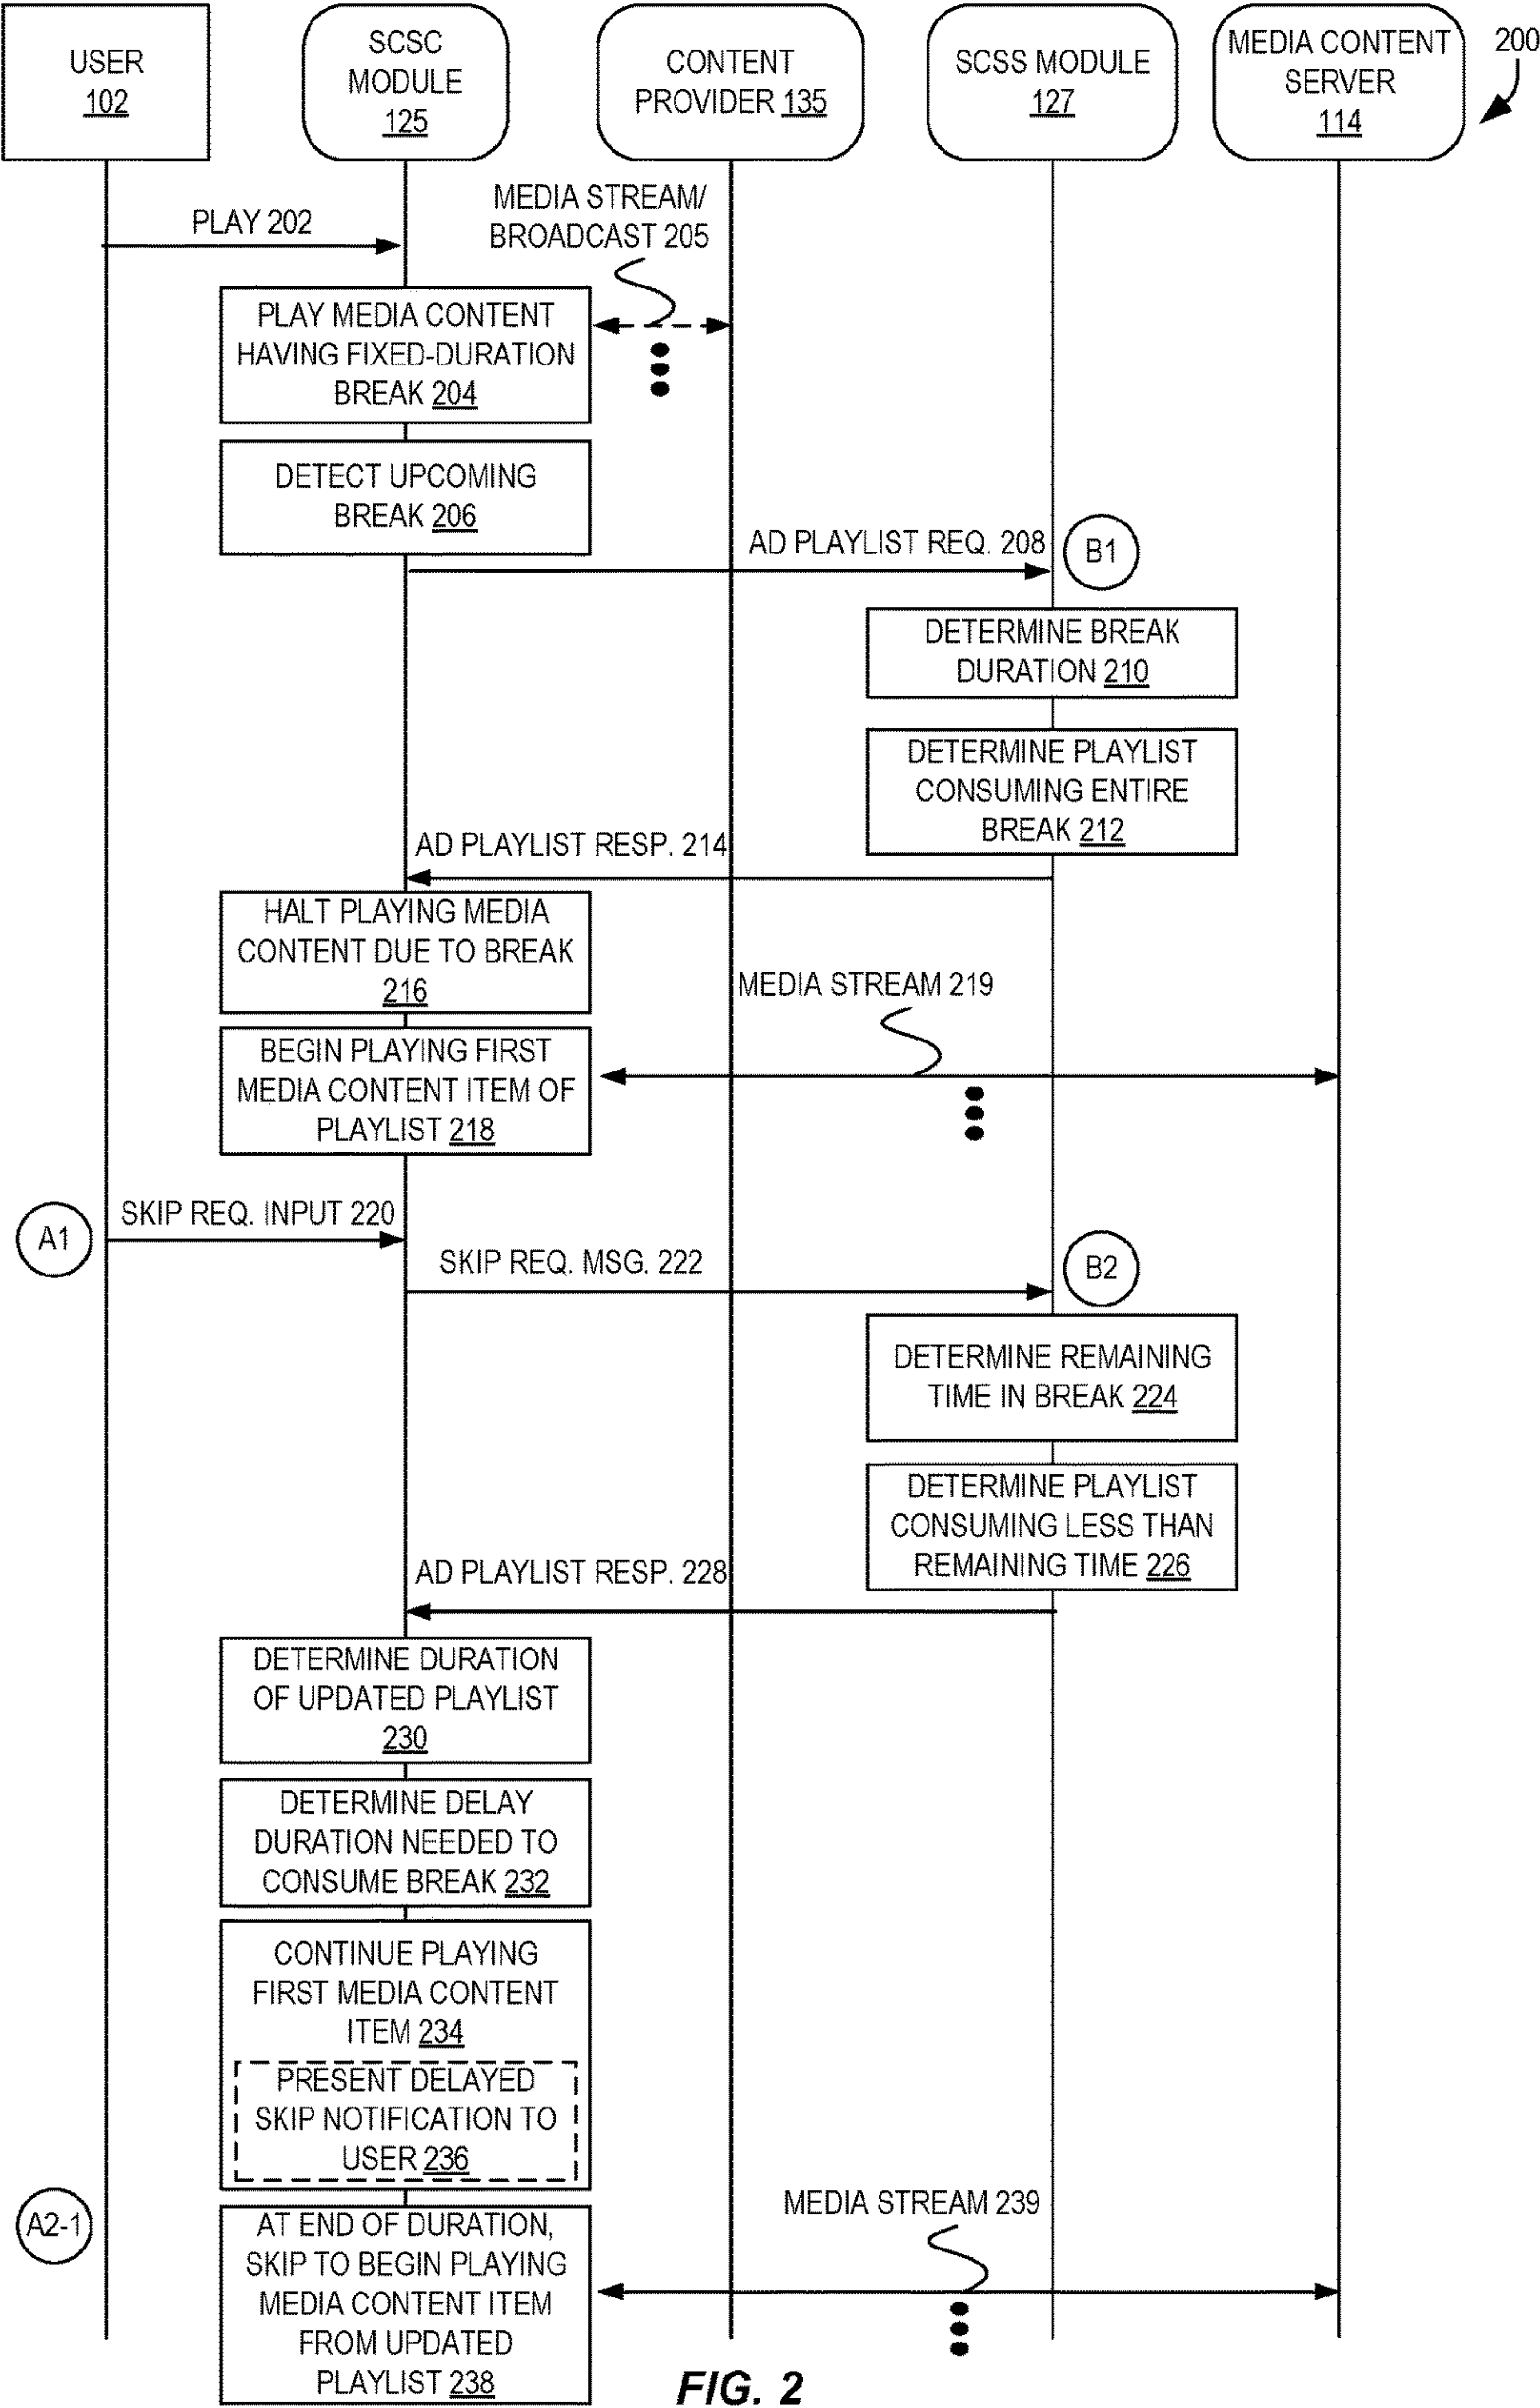 USER
102
SCSC
MODULE
125
CONTENT
PROVIDER 135
SCSS MODULE
127
MEDIA CONTENT
SERVER
114
200
PLAY 202
MEDIA STREAM/
BROADCAST 205
PLAY MEDIA CONTENT
HAVING FIXED-DURATION
BREAK 204
DETECT UPCOMING
BREAK 206
AD PLAYLIST REQ. 208
B1
DETERMINE BREAK
DURATION 210
DETERMINE PLAYLIST
CONSUMING ENTIRE
BREAK 212
AD PLAYLIST RESP. 214
HALT PLAYING MEDIA
CONTENT DUE TO BREAK
216
MEDIA STREAM 219
BEGIN PLAYING FIRST
MEDIA CONTENT ITEM OF
PLAYLIST 218
A1
SKIP REQ. INPUT 220
SKIP REQ. MSG. 222
B2
DETERMINE REMAINING
TIME IN BREAK 224
DETERMINE PLAYLIST
CONSUMING LESS THAN
REMAINING TIME 226
AD PLAYLIST RESP. 228
DETERMINE DURATION
OF UPDATED PLAYLIST
230
DETERMINE DELAY
DURATION NEEDED TO
CONSUME BREAK 232
CONTINUE PLAYING
FIRST MEDIA CONTENT
ITEM 234
PRESENT DELAYED
SKIP NOTIFICATION TO
USER 236
A2-1
AT END OF DURATION,
SKIP TO BEGIN PLAYING
MEDIA CONTENT ITEM
FROM UPDATED
PLAYLIST 238
MEDIA STREAM 239
FIG. 2